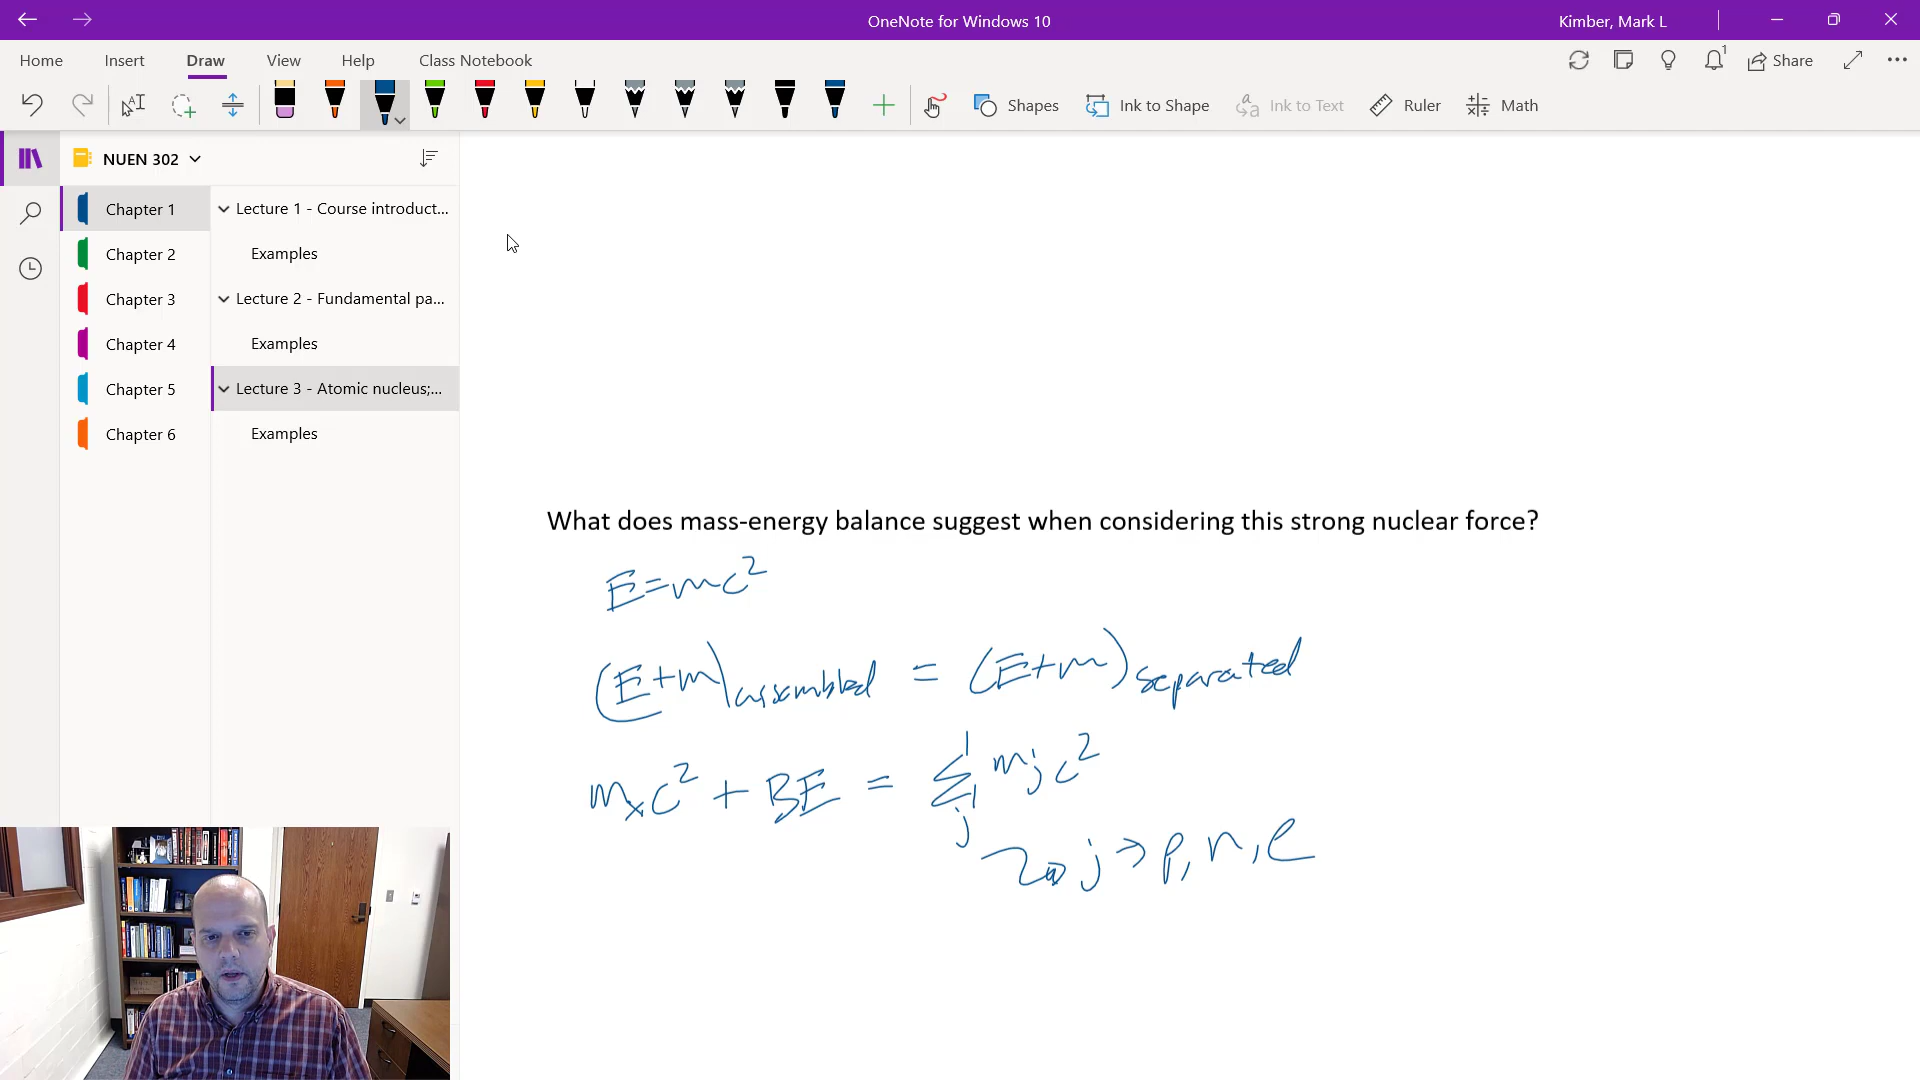 OneNote for Windows 10
Kimber, Mark L
Home Insert Draw View Help Class Notebook
1 Share
Shapes Ink to Shape Ink to Text Ruler Math
NUEN 302
Chapter 1
Chapter 2
Chapter 3
Chapter 4
Chapter 5
Chapter 6
Lecture 1 - Course introduct...
Examples
Lecture 2 - Fundamental pa...
Examples
Lecture 3 - Atomic nucleus;...
Examples
What does mass-energy balance suggest when considering this strong nuclear force?
E=mc²
(E+m)assembled = (E+m)separated
mₓc² + BE = Σⱼ mⱼc²
j → p, n, e